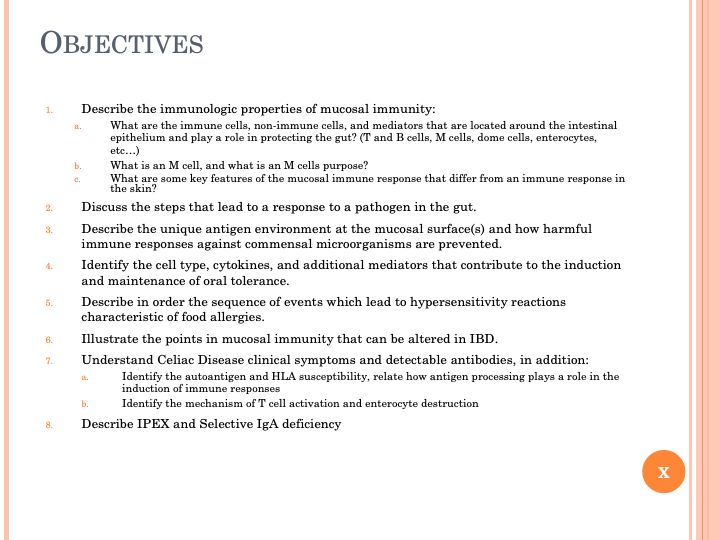 OBJECTIVES
1. Describe the immunologic properties of mucosal immunity:
a. What are the immune cells, non-immune cells, and mediators that are located around the intestinal
epithelium and play a role in protecting the gut? (T and B cells, M cells, dome cells, enterocytes,
etc…)
b. What is an M cell, and what is an M cells purpose?
c. What are some key features of the mucosal immune response that differ from an immune response in
the skin?
2. Discuss the steps that lead to a response to a pathogen in the gut.
3. Describe the unique antigen environment at the mucosal surface(s) and how harmful
immune responses against commensal microorganisms are prevented.
4. Identify the cell type, cytokines, and additional mediators that contribute to the induction
and maintenance of oral tolerance.
5. Describe in order the sequence of events which lead to hypersensitivity reactions
characteristic of food allergies.
6. Illustrate the points in mucosal immunity that can be altered in IBD.
7. Understand Celiac Disease clinical symptoms and detectable antibodies, in addition:
a. Identify the autoantigen and HLA susceptibility, relate how antigen processing plays a role in the
induction of immune responses
b. Identify the mechanism of T cell activation and enterocyte destruction
8. Describe IPEX and Selective IgA deficiency
X